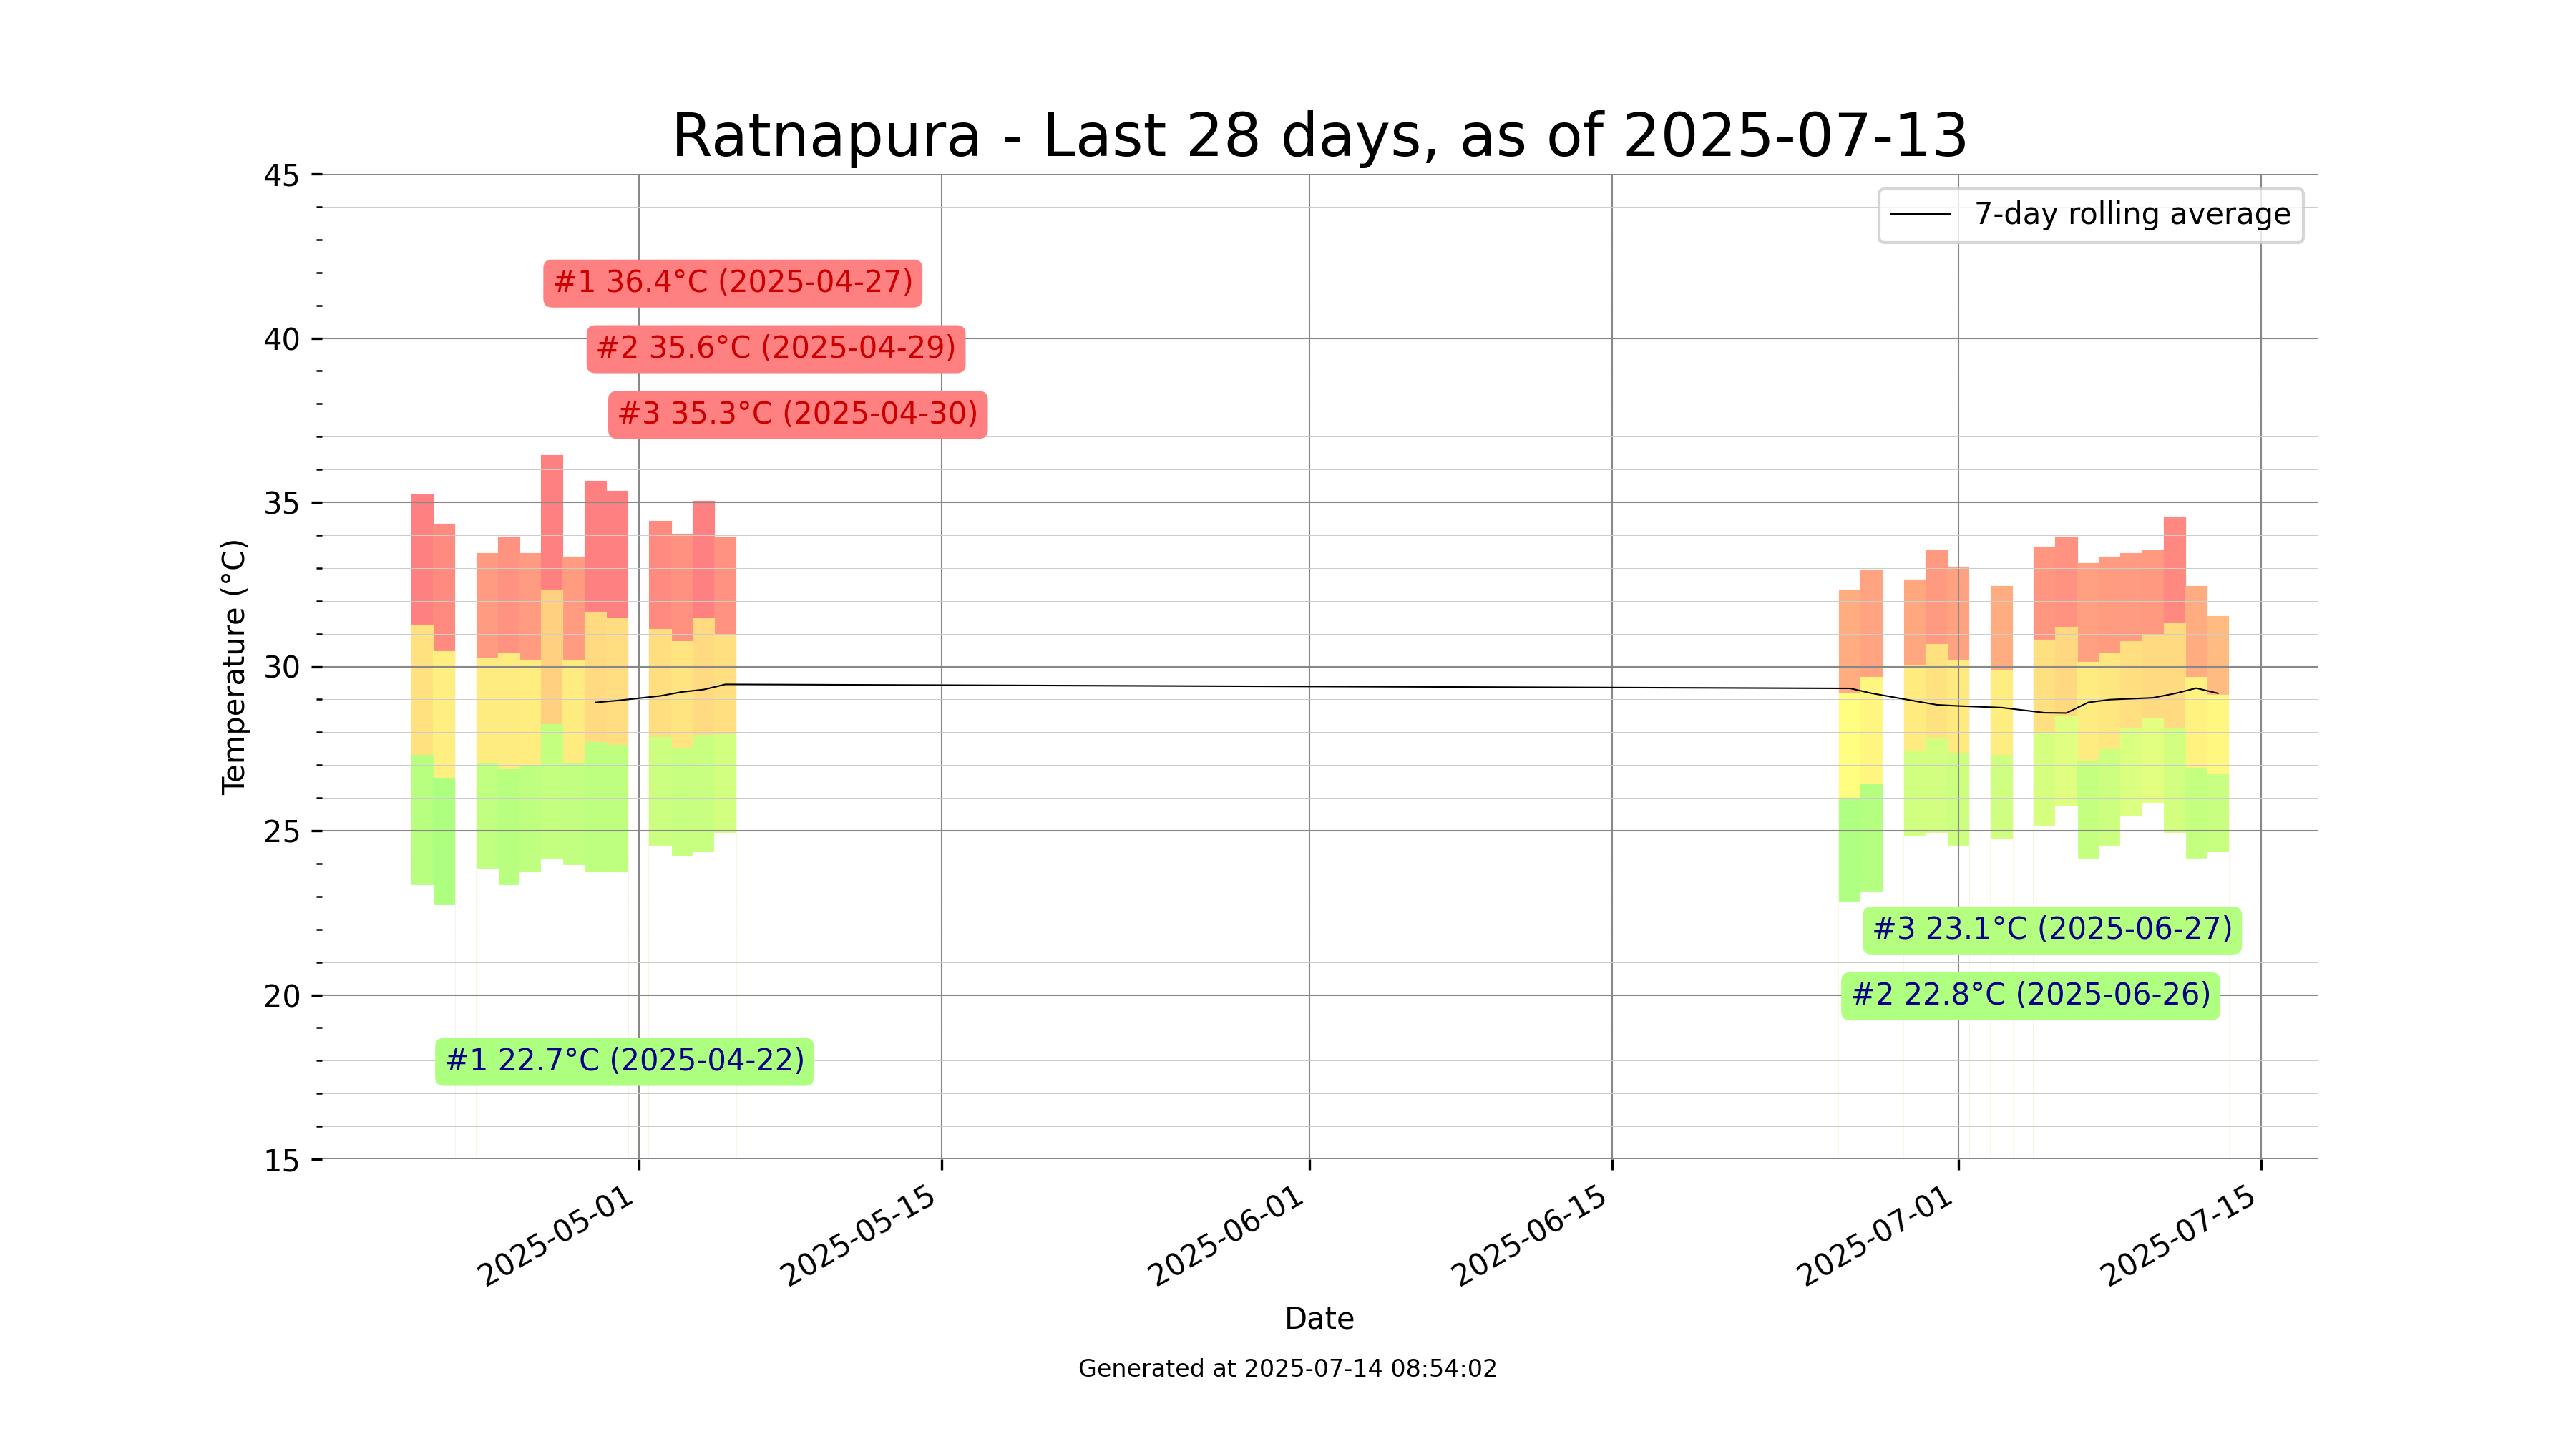 Ratnapura - Last 28 days, as of 2025-07-13
7-day rolling average
#1 36.4°C (2025-04-27)
#2 35.6°C (2025-04-29)
#3 35.3°C (2025-04-30)
#3 23.1°C (2025-06-27)
#2 22.8°C (2025-06-26)
#1 22.7°C (2025-04-22)
Temperature (°C)
45
40
35
30
25
20
15
2025-05-01
2025-05-15
2025-06-01
2025-06-15
2025-07-01
2025-07-15
Date
Generated at 2025-07-14 08:54:02